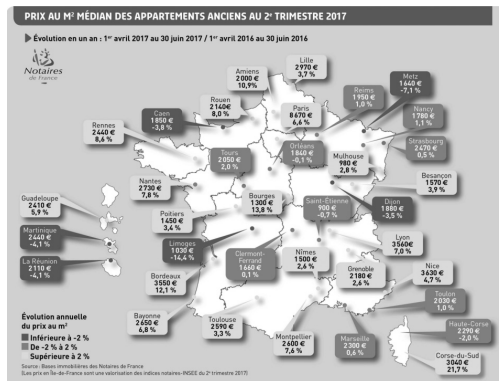 PRIX AU M² MÉDIAN DES APPARTEMENTS ANCIENS AU 2e TRIMESTRE 2017
Évolution en un an : 1er avril 2017 au 30 juin 2017 / 1er avril 2016 au 30 juin 2016
Notaires
de France
Lille
2 970 €
3,7 %
Amiens
2 000 €
10,9%
Metz
1 640 €
-7,1 %
Reims
1 950 €
1,0 %
Rouen
2 140€
8,0 %
Paris
8 670 €
6,6 %
Nancy
1 780 €
1,1 %
Caen
1 850 €
-3,8 %
Rennes
2 440 €
8,6 %
Strasbourg
2 470 €
0,5 %
Tours
2 050 €
2,0 %
Orléans
1 840 €
-0,1 %
Mulhouse
980 €
2,8 %
Besançon
1 570 €
3,9 %
Nantes
2 730 €
7,8 %
Bourges
1 300 €
13,8 %
Saint-Étienne
900 €
-0,7 %
Dijon
1 880 €
-3,5 %
Guadeloupe
2 410 €
5,9 %
Poitiers
1 450 €
3,4 %
Martinique
2 440 €
-4,1 %
Limoges
1 030 €
-14,4 %
Lyon
3 560€
7,0 %
La Réunion
2 110 €
-4,1 %
Clermont-
Ferrand
1 660 €
0,1 %
Nîmes
1 500 €
2,6 %
Grenoble
2 180 €
2,6 %
Nice
3 630 €
4,7 %
Bordeaux
3 550 €
12,1 %
Toulon
2 030 €
1,0 %
Bayonne
2 650 €
6,8 %
Toulouse
2 590 €
3,3 %
Montpellier
2 600 €
7,6 %
Marseille
2 300 €
0,6 %
Haute-Corse
2 290 €
-2,0 %
Corse-du-Sud
3 040 €
21,7 %
Évolution annuelle
du prix au m²
Inférieure à -2 %
De -2 % à 2 %
Supérieure à 2 %
Source : Bases immobilières des Notaires de France
(Les prix en Île-de-France sont une valorisation des indices notaires-INSEE du 2e trimestre 2017)